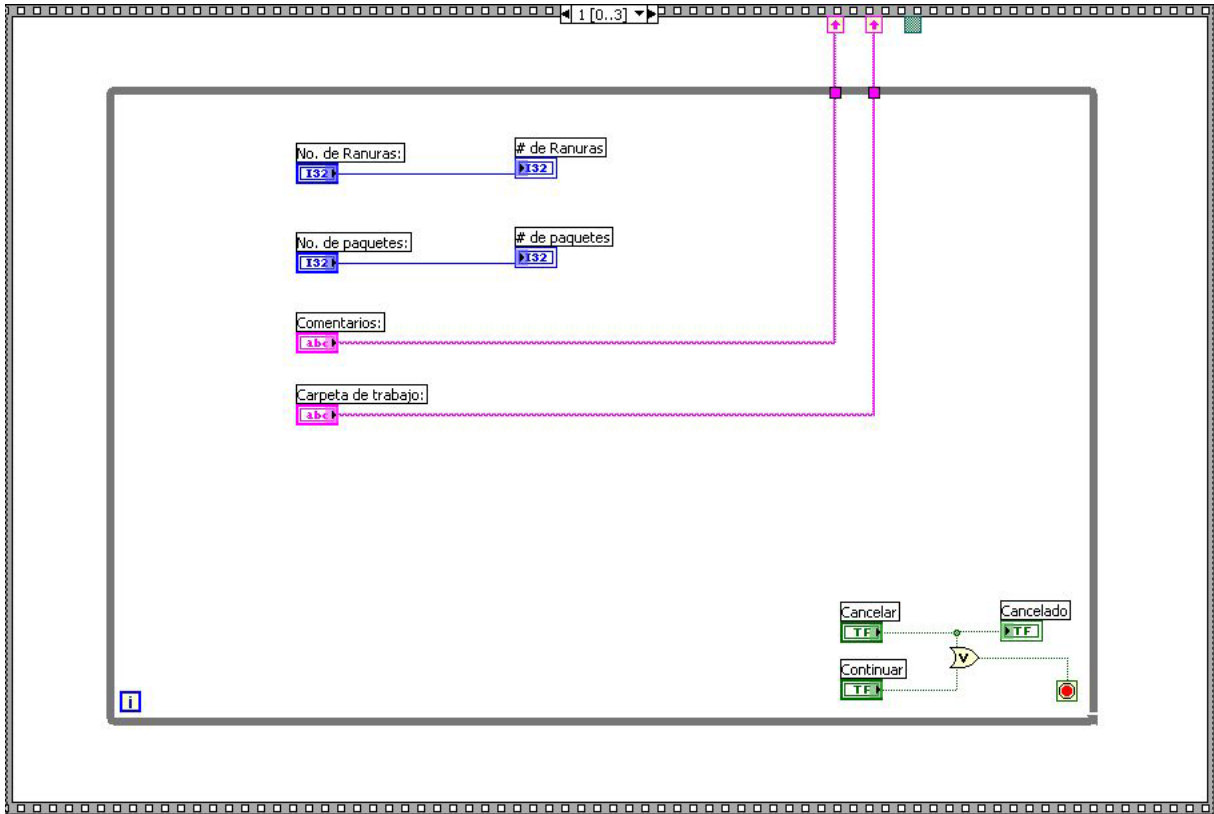 1 [0..3]
No. de Ranuras:
I32
# de Ranuras
I32
No. de paquetes:
I32
# de paquetes
I32
Comentarios:
abc
Carpeta de trabajo:
abc
Cancelar
TF
Cancelado
TF
V
Continuar
TF
i